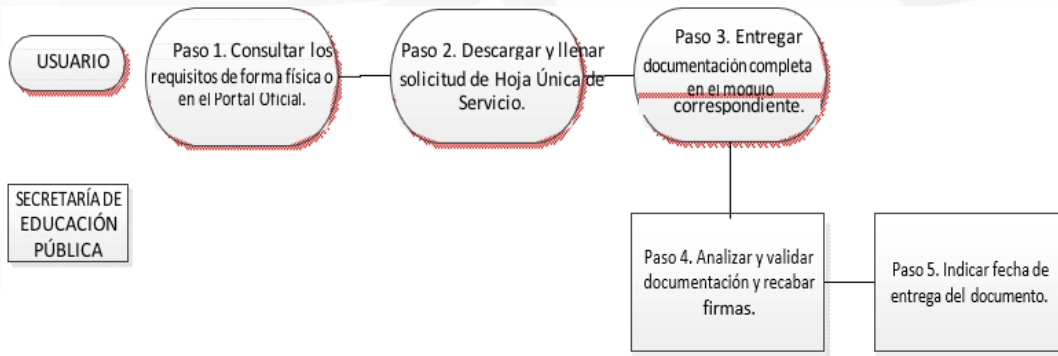 USUARIO
Paso 1. Consultar los
requisitos de forma física o
en el Portal Oficial.
Paso 2. Descargar y llenar
solicitud de Hoja Única de
Servicio.
Paso 3. Entregar
documentación completa
en el modulo
correspondiente.
SECRETARÍA DE
EDUCACIÓN
PÚBLICA
Paso 4. Analizar y validar
documentación y recabar
firmas.
Paso 5. Indicar fecha de
entrega del documento.